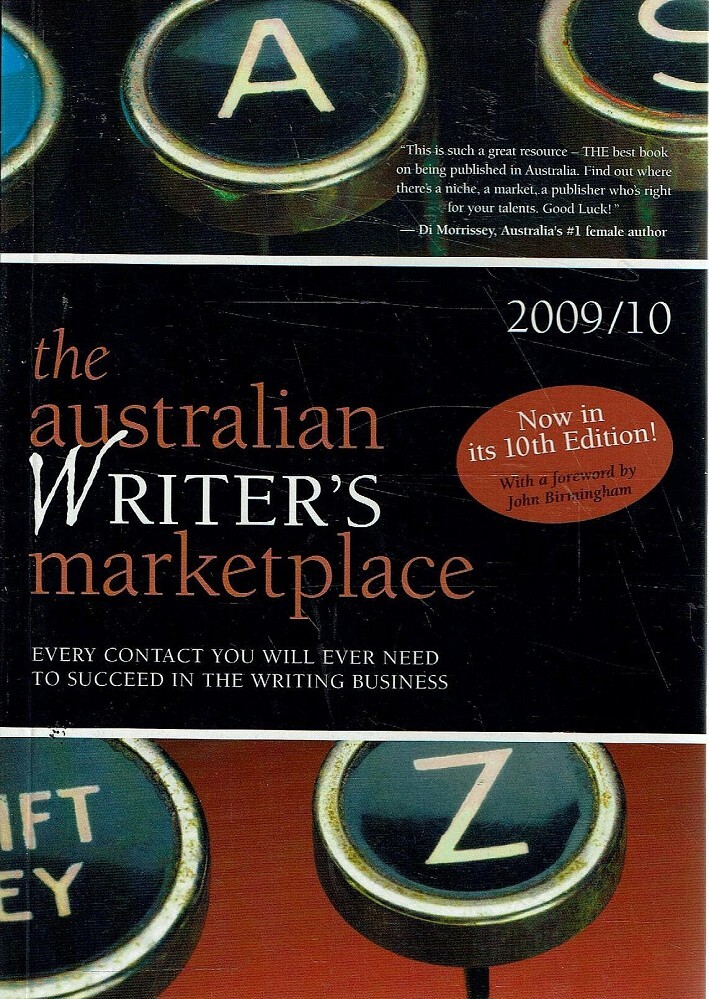 A
S
“This is such a great resource – THE best book
on being published in Australia. Find out where
there's a niche, a market, a publisher who's right
for your talents. Good Luck!”
— Di Morrissey, Australia's #1 female author
2009/10
the
australian
WRITER'S
marketplace
Now in
its 10th Edition!
With a foreword by
John Birmingham
EVERY CONTACT YOU WILL EVER NEED
TO SUCCEED IN THE WRITING BUSINESS
IFT
EY
Z